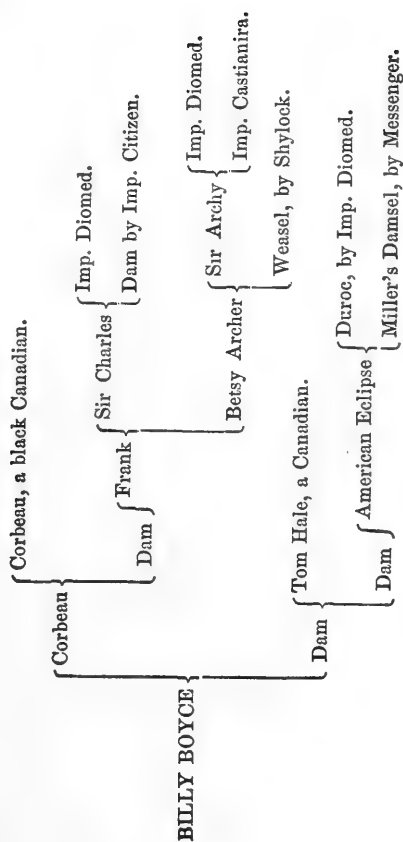 Corbeau, a black Canadian.
Corbeau
Imp. Diomed.
Sir Charles
Dam by Imp. Citizen.
Frank
Dam
Imp. Diomed.
Sir Archy
Imp. Castianira.
Betsy Archer
Weasel, by Shylock.
BILLY BOYCE
Tom Hale, a Canadian.
Dam
Duroc, by Imp. Diomed.
American Eclipse
Miller's Damsel, by Messenger.
Dam